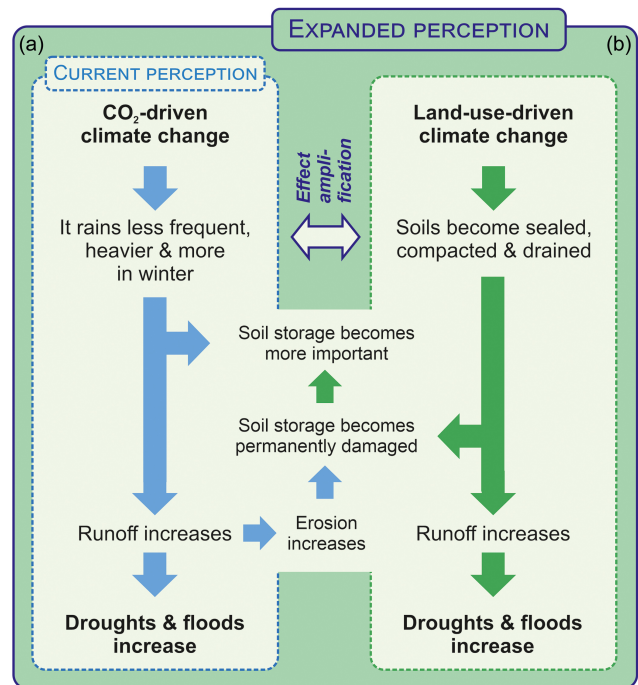 EXPANDED PERCEPTION
(a)
(b)
CURRENT PERCEPTION
CO₂-driven
climate change
It rains less frequent,
heavier & more
in winter
Effect
ampli-
fication
Land-use-driven
climate change
Soils become sealed,
compacted & drained
Soil storage becomes
more important
Soil storage becomes
permanently damaged
Erosion
increases
Runoff increases
Droughts & floods
increase
Runoff increases
Droughts & floods
increase